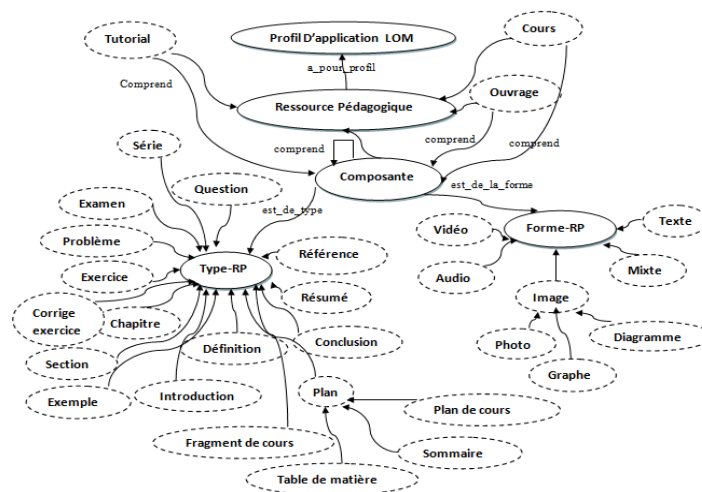 Tutorial
Profil D'application LOM
Cours
a_pour_profil
Comprend
Ressource Pédagogique
Ouvrage
Série
comprend
comprend
comprend
Question
Composante
est_de_la_forme
Examen
est_de_type
Vidéo
Forme-RP
Texte
Problème
Référence
Exercice
Type-RP
Audio
Mixte
Résumé
Image
Corrige
exercice
Chapitre
Conclusion
Diagramme
Section
Définition
Photo
Graphe
Exemple
Introduction
Plan
Plan de cours
Fragment de cours
Sommaire
Table de matière